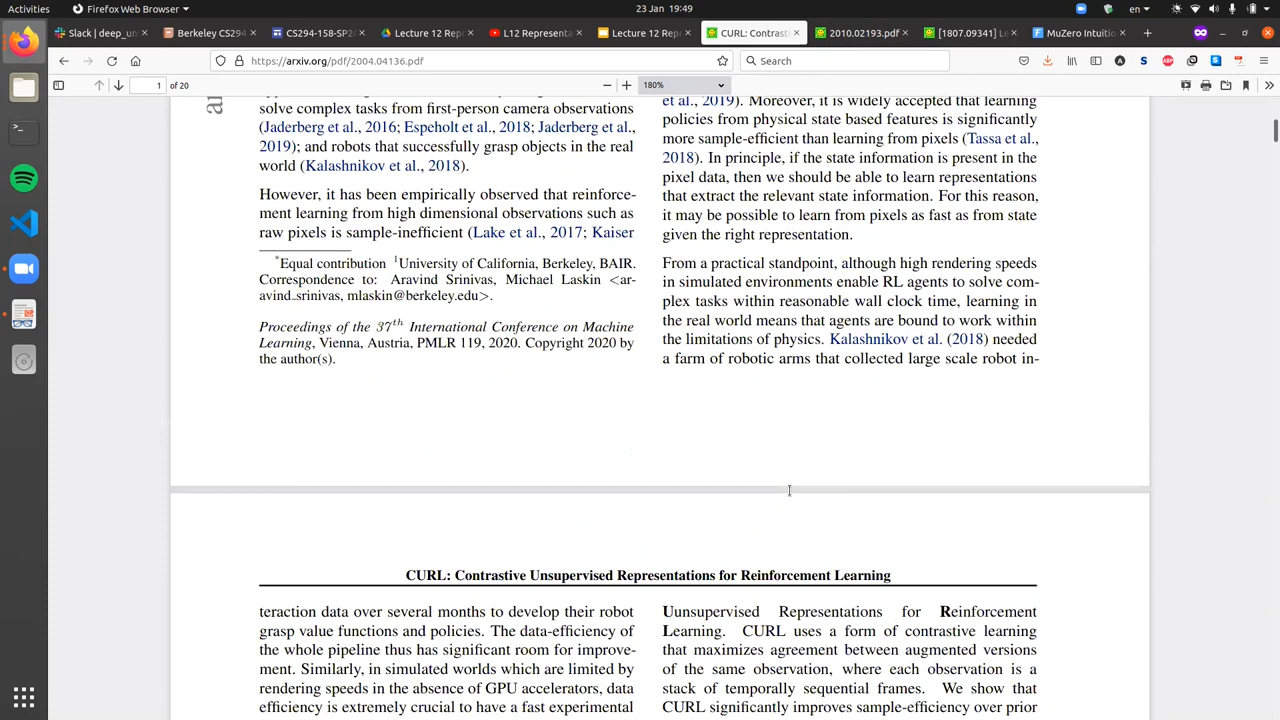 Activities
Firefox Web Browser
23 Jan 19:49
en
Slack | deep_un
Berkeley CS294
CS294-158-SP2
Lecture 12 Rep
L12 Representa
Lecture 12 Rep
CURL: Contrast
2010.02193.pdf
[1807.09341] Le
MuZero Intuitio
https://arxiv.org/pdf/2004.04136.pdf
Search
1 of 20
180%
solve complex tasks from first-person camera observations
(Jaderberg et al., 2016; Espeholt et al., 2018; Jaderberg et al.,
2019); and robots that successfully grasp objects in the real
world (Kalashnikov et al., 2018).
However, it has been empirically observed that reinforce-
ment learning from high dimensional observations such as
raw pixels is sample-inefficient (Lake et al., 2017; Kaiser
*Equal contribution 1University of California, Berkeley, BAIR.
Correspondence to: Aravind Srinivas, Michael Laskin <ar-
avind_srinivas, mlaskin@berkeley.edu>.
Proceedings of the 37th International Conference on Machine
Learning, Vienna, Austria, PMLR 119, 2020. Copyright 2020 by
the author(s).
et al., 2019). Moreover, it is widely accepted that learning
policies from physical state based features is significantly
more sample-efficient than learning from pixels (Tassa et al.,
2018). In principle, if the state information is present in the
pixel data, then we should be able to learn representations
that extract the relevant state information. For this reason,
it may be possible to learn from pixels as fast as from state
given the right representation.
From a practical standpoint, although high rendering speeds
in simulated environments enable RL agents to solve com-
plex tasks within reasonable wall clock time, learning in
the real world means that agents are bound to work within
the limitations of physics. Kalashnikov et al. (2018) needed
a farm of robotic arms that collected large scale robot in-
CURL: Contrastive Unsupervised Representations for Reinforcement Learning
teraction data over several months to develop their robot
grasp value functions and policies. The data-efficiency of
the whole pipeline thus has significant room for improve-
ment. Similarly, in simulated worlds which are limited by
rendering speeds in the absence of GPU accelerators, data
efficiency is extremely crucial to have a fast experimental
Uunsupervised Representations for Reinforcement
Learning. CURL uses a form of contrastive learning
that maximizes agreement between augmented versions
of the same observation, where each observation is a
stack of temporally sequential frames. We show that
CURL significantly improves sample-efficiency over prior